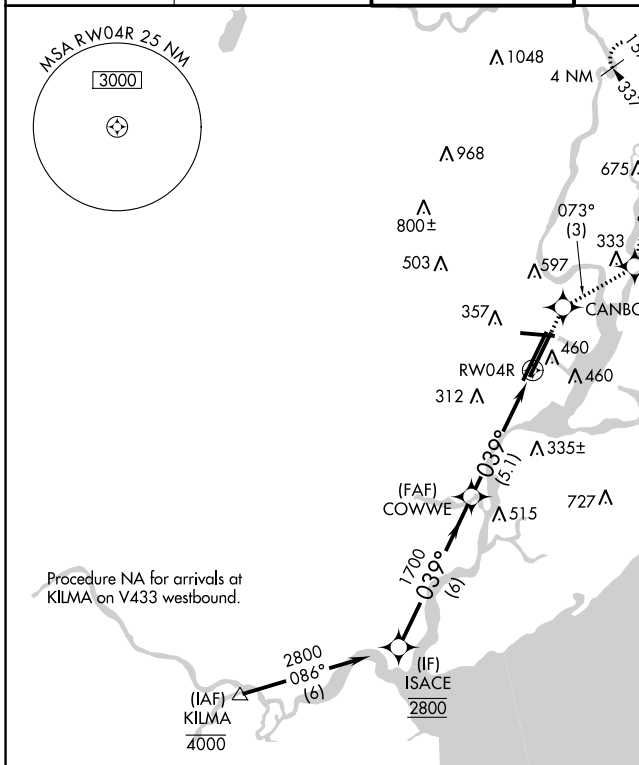 MSA RW04R 25 NM
3000
1048
4 NM
337
968
675
800±
073°
(3)
333
503
597
357
CANBO
460
RW04R
460
312
039°
(5.1)
335±
(FAF)
COWWE
515
727
1700
039°
(6)
Procedure NA for arrivals at
KILMA on V433 westbound.
2800
086°
(6)
(IF)
ISACE
2800
(IAF)
KILMA
4000